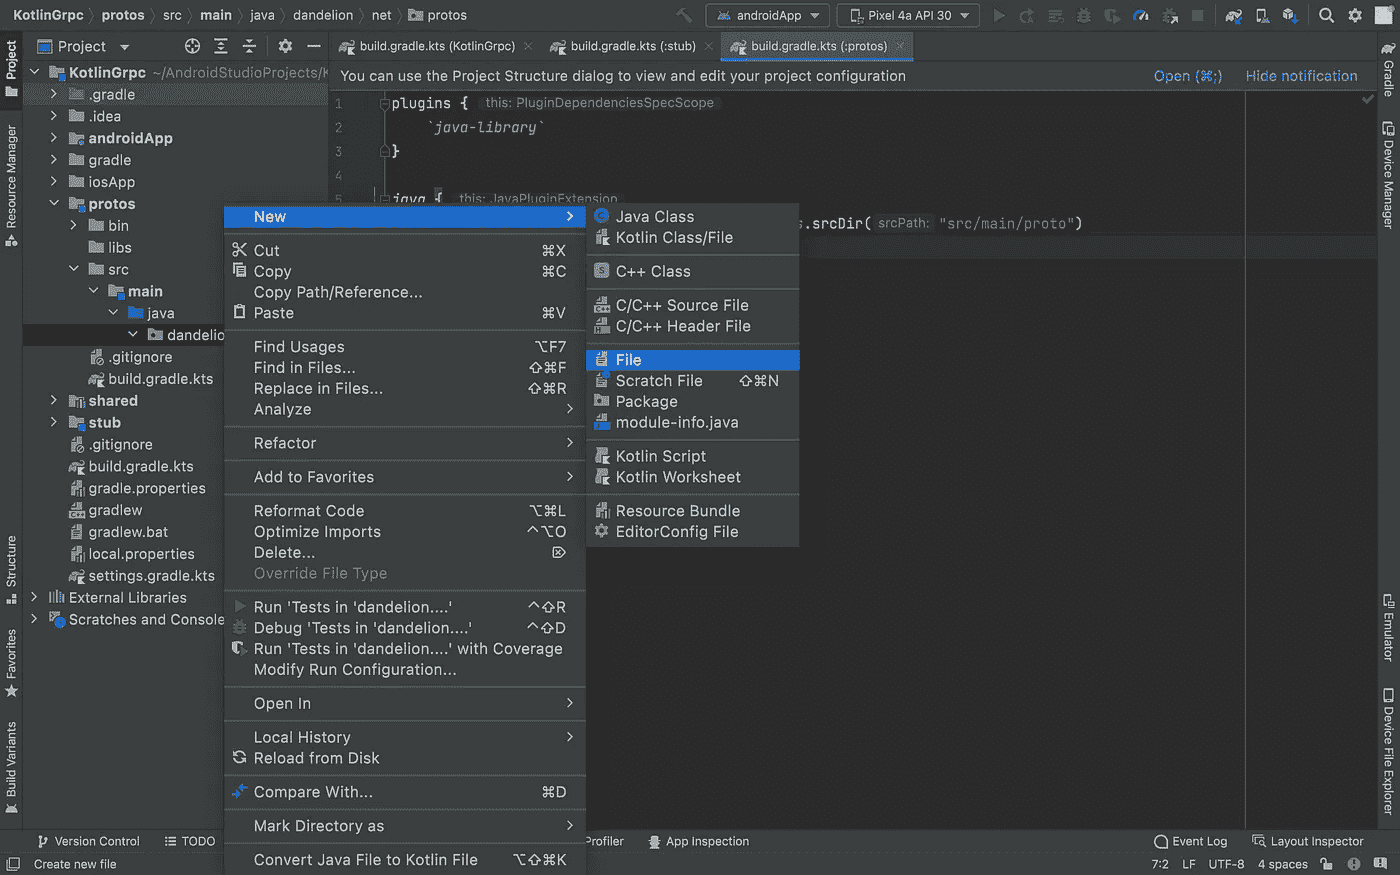 KotlinGrpc protos src main java dandelion net protos androidApp Pixel 4a API 30
Project
build.gradle.kts (KotlinGrpc) build.gradle.kts (:stub) build.gradle.kts (:protos)
KotlinGrpc ~/AndroidStudioProjects/K
You can use the Project Structure dialog to view and edit your project configuration Open (⌘;) Hide notification
.gradle
.idea
androidApp
gradle
iosApp
protos
bin
libs
src
main
java
dandelio
.gitignore
build.gradle.kts
shared
stub
.gitignore
build.gradle.kts
gradle.properties
gradlew
gradlew.bat
local.properties
settings.gradle.kts
External Libraries
Scratches and Console
1 plugins { this: PluginDependenciesSpecScope
2 `java-library`
3 }
4
5 java { this: JavaPluginExtension
.srcDir( srcPath: "src/main/proto")
New
Cut ⌘X
Copy ⌘C
Copy Path/Reference...
Paste ⌘V
Find Usages ⌥F7
Find in Files... ⇧⌘F
Replace in Files... ⇧⌘R
Analyze
Refactor
Add to Favorites
Reformat Code ⌥⌘L
Optimize Imports ^⌥O
Delete... ⌦
Override File Type
Run 'Tests in 'dandelion....' ^⇧R
Debug 'Tests in 'dandelion....' ^⇧D
Run 'Tests in 'dandelion....' with Coverage
Modify Run Configuration...
Open In
Local History
Reload from Disk
Compare With... ⌘D
Mark Directory as
Convert Java File to Kotlin File ⌥⇧⌘K
Java Class
Kotlin Class/File
C++ Class
C/C++ Source File
C/C++ Header File
File
Scratch File ⇧⌘N
Package
module-info.java
Kotlin Script
Kotlin Worksheet
Resource Bundle
EditorConfig File
Project
Resource Manager
Structure
Favorites
Build Variants
Gradle
Device Manager
Emulator
Device File Explorer
Version Control TODO Profiler App Inspection Event Log Layout Inspector
Create new file 7:2 LF UTF-8 4 spaces